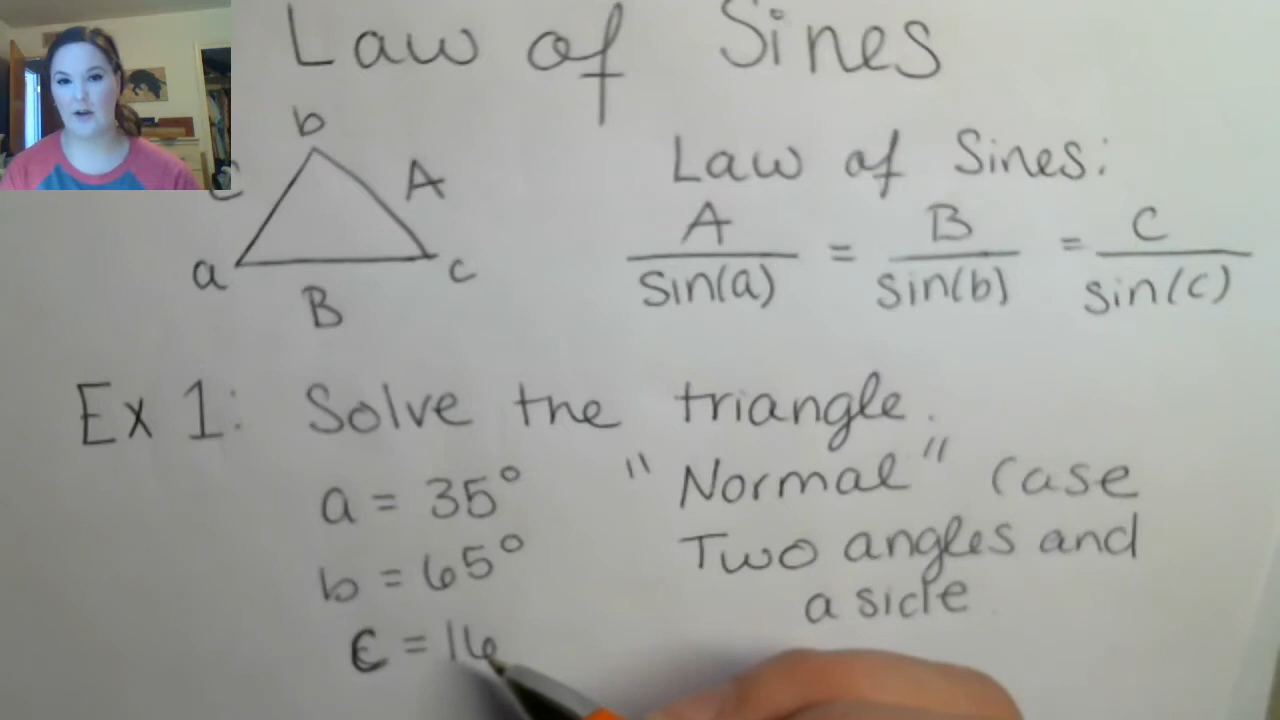 Law of Sines
b
C
A
a
c
B
Law of Sines:
A/sin(a) = B/sin(b) = C/sin(c)
Ex 1: Solve the triangle.
a = 35°
b = 65°
C = 16
"Normal" case
Two angles and
a side